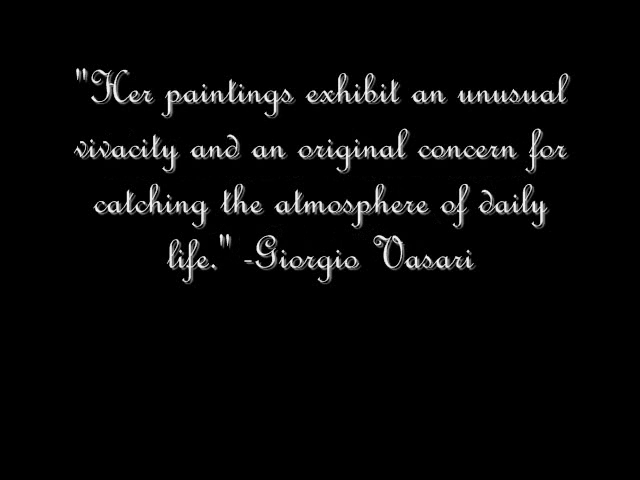 "Her paintings exhibit an unusual
vivacity and an original concern for
catching the atmosphere of daily
life." -Giorgio Vasari